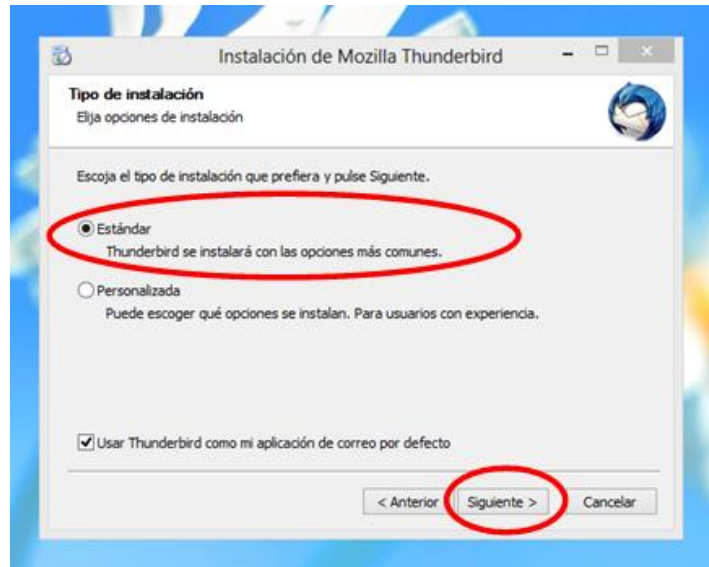 Instalación de Mozilla Thunderbird
Tipo de instalación
Elija opciones de instalación
Escoja el tipo de instalación que prefiera y pulse Siguiente.
Estándar
Thunderbird se instalará con las opciones más comunes.
Personalizada
Puede escoger qué opciones se instalan. Para usuarios con experiencia.
Usar Thunderbird como mi aplicación de correo por defecto
< Anterior Siguiente > Cancelar